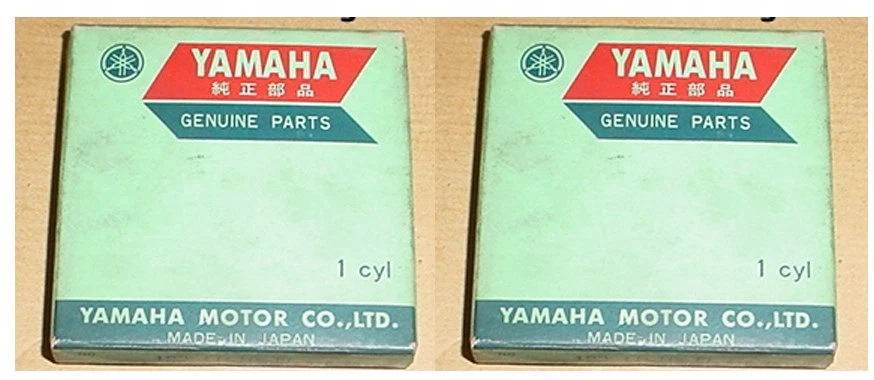 YAMAHA
純正部品
GENUINE PARTS
1 cyl
YAMAHA MOTOR CO.,LTD.
MADE IN JAPAN
YAMAHA
純正部品
GENUINE PARTS
1 cyl
YAMAHA MOTOR CO.,LTD.
MADE IN JAPAN